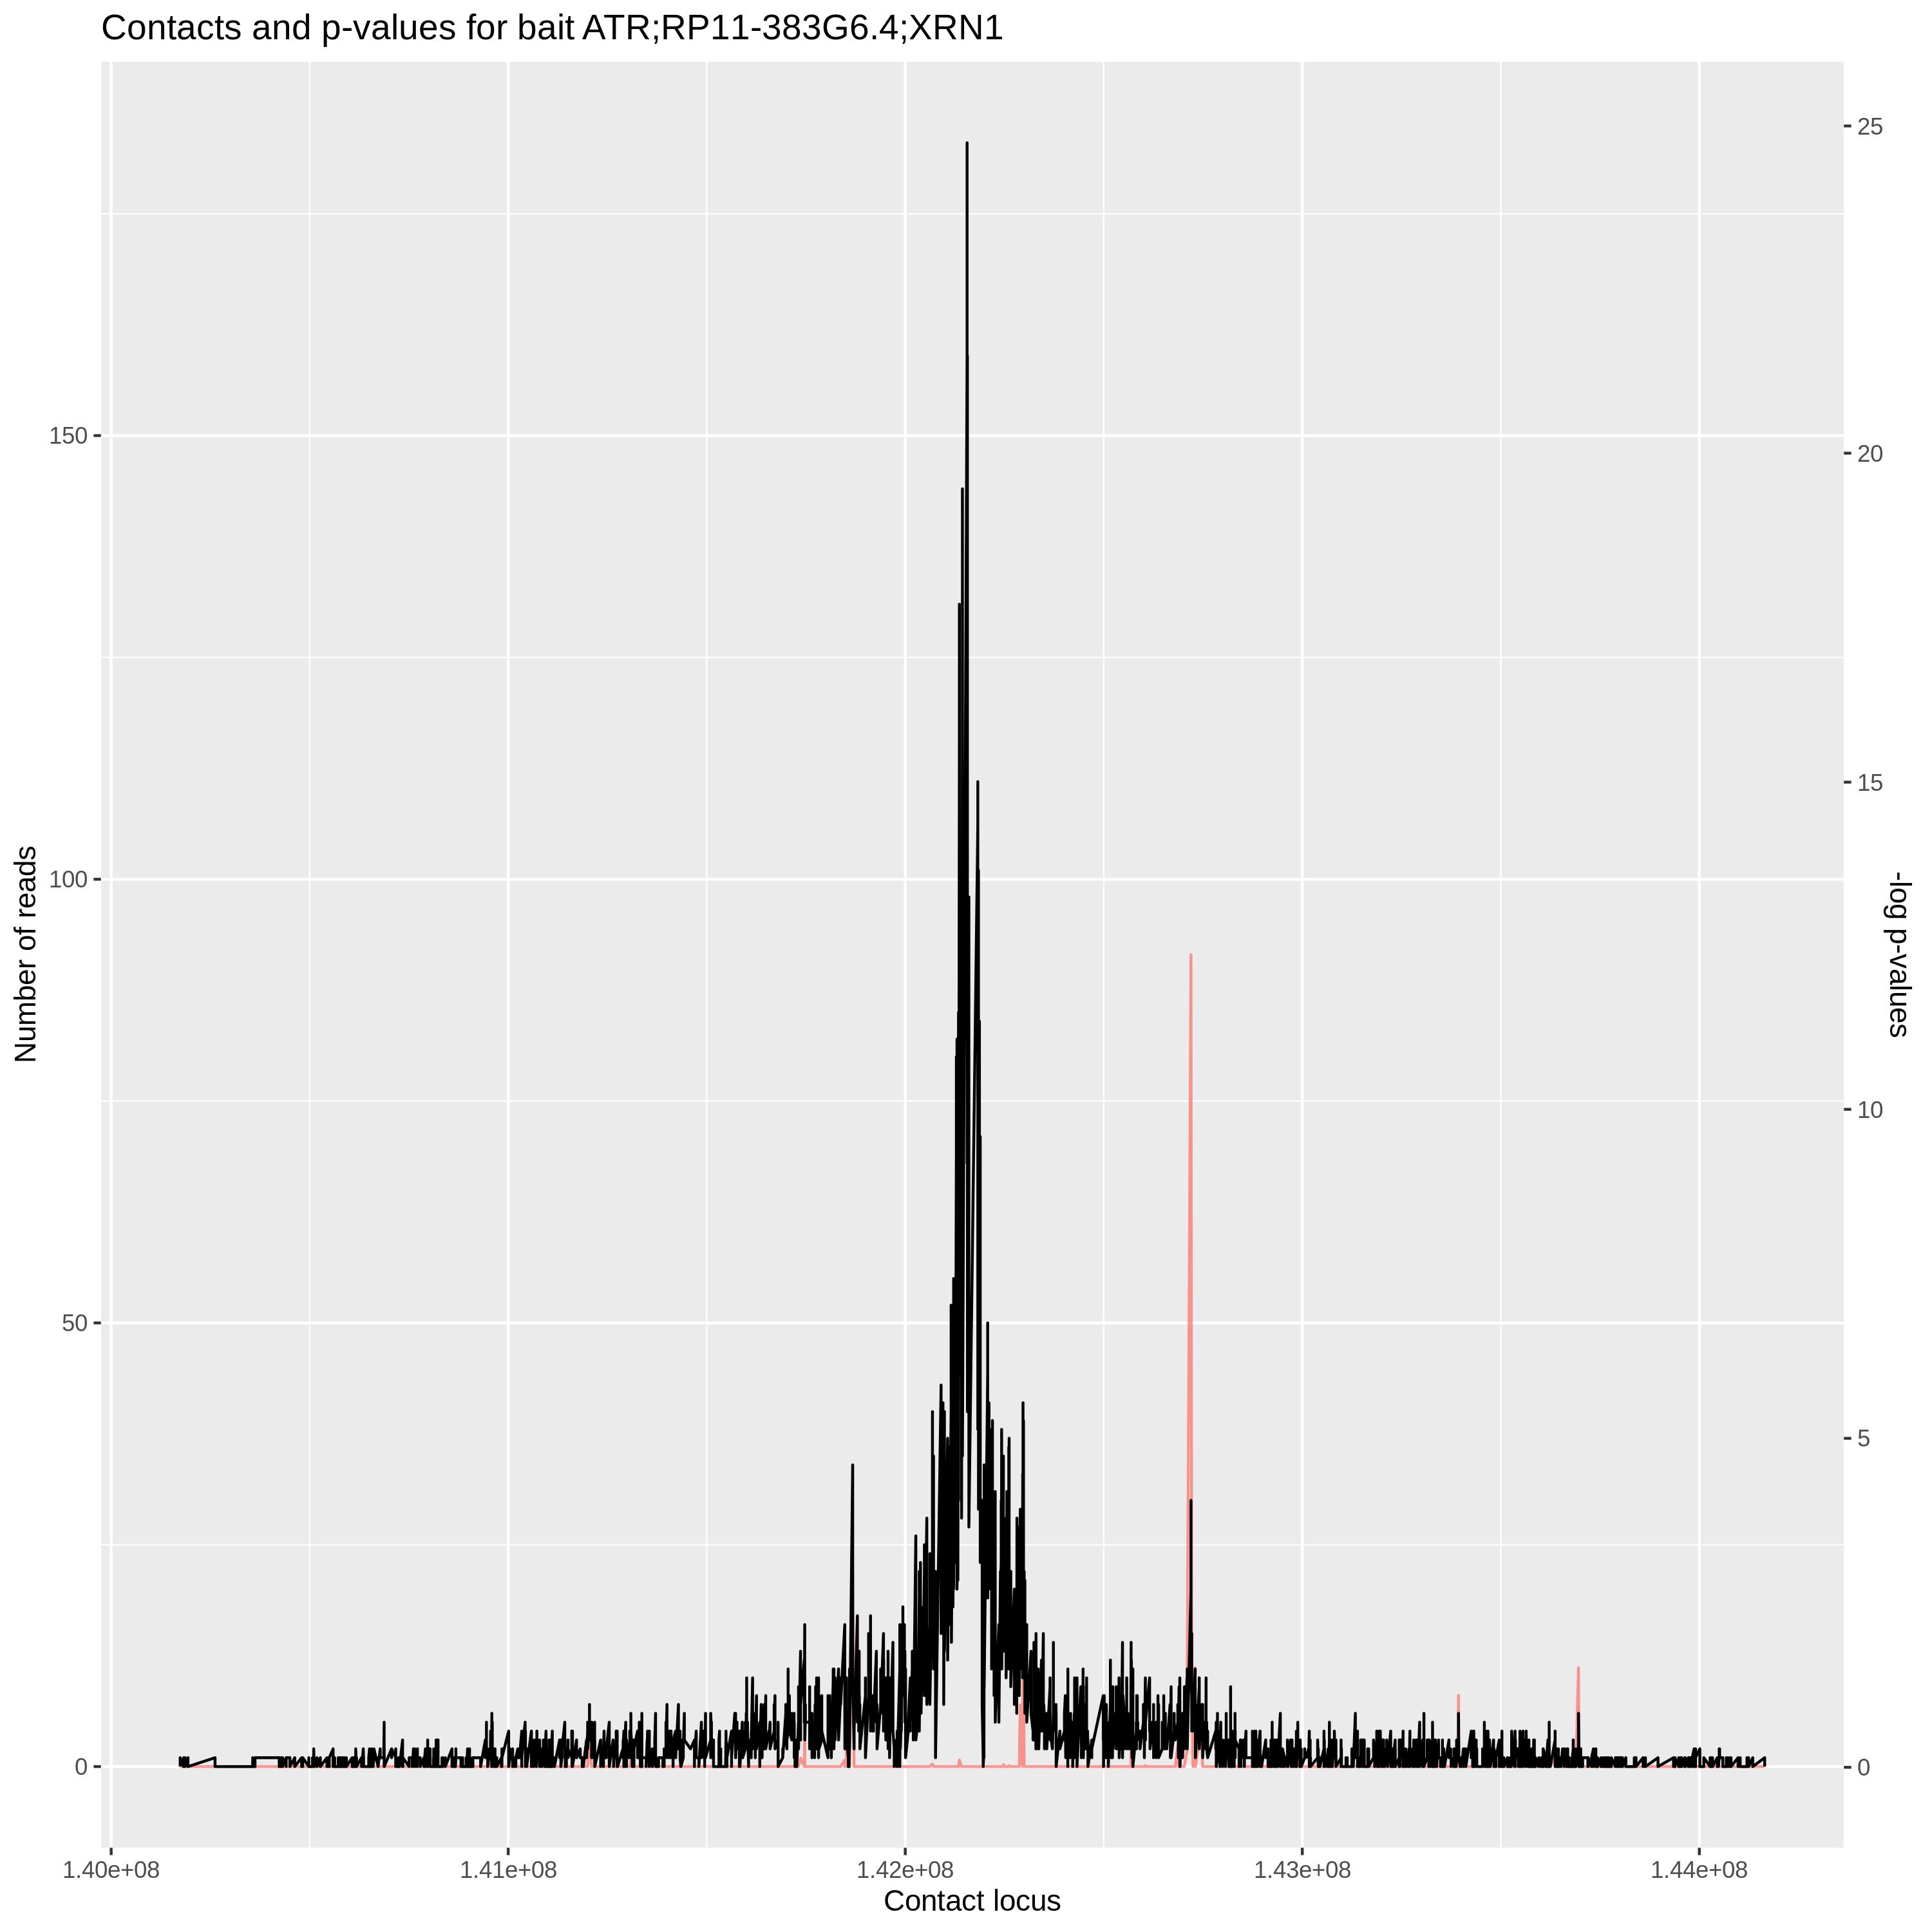 Contacts and p-values for bait ATR;RP11-383G6.4;XRN1
25
150
20
15
Number of reads
100
-log p-values
10
50
5
0
0
1.40e+08
1.41e+08
1.42e+08
1.43e+08
1.44e+08
Contact locus